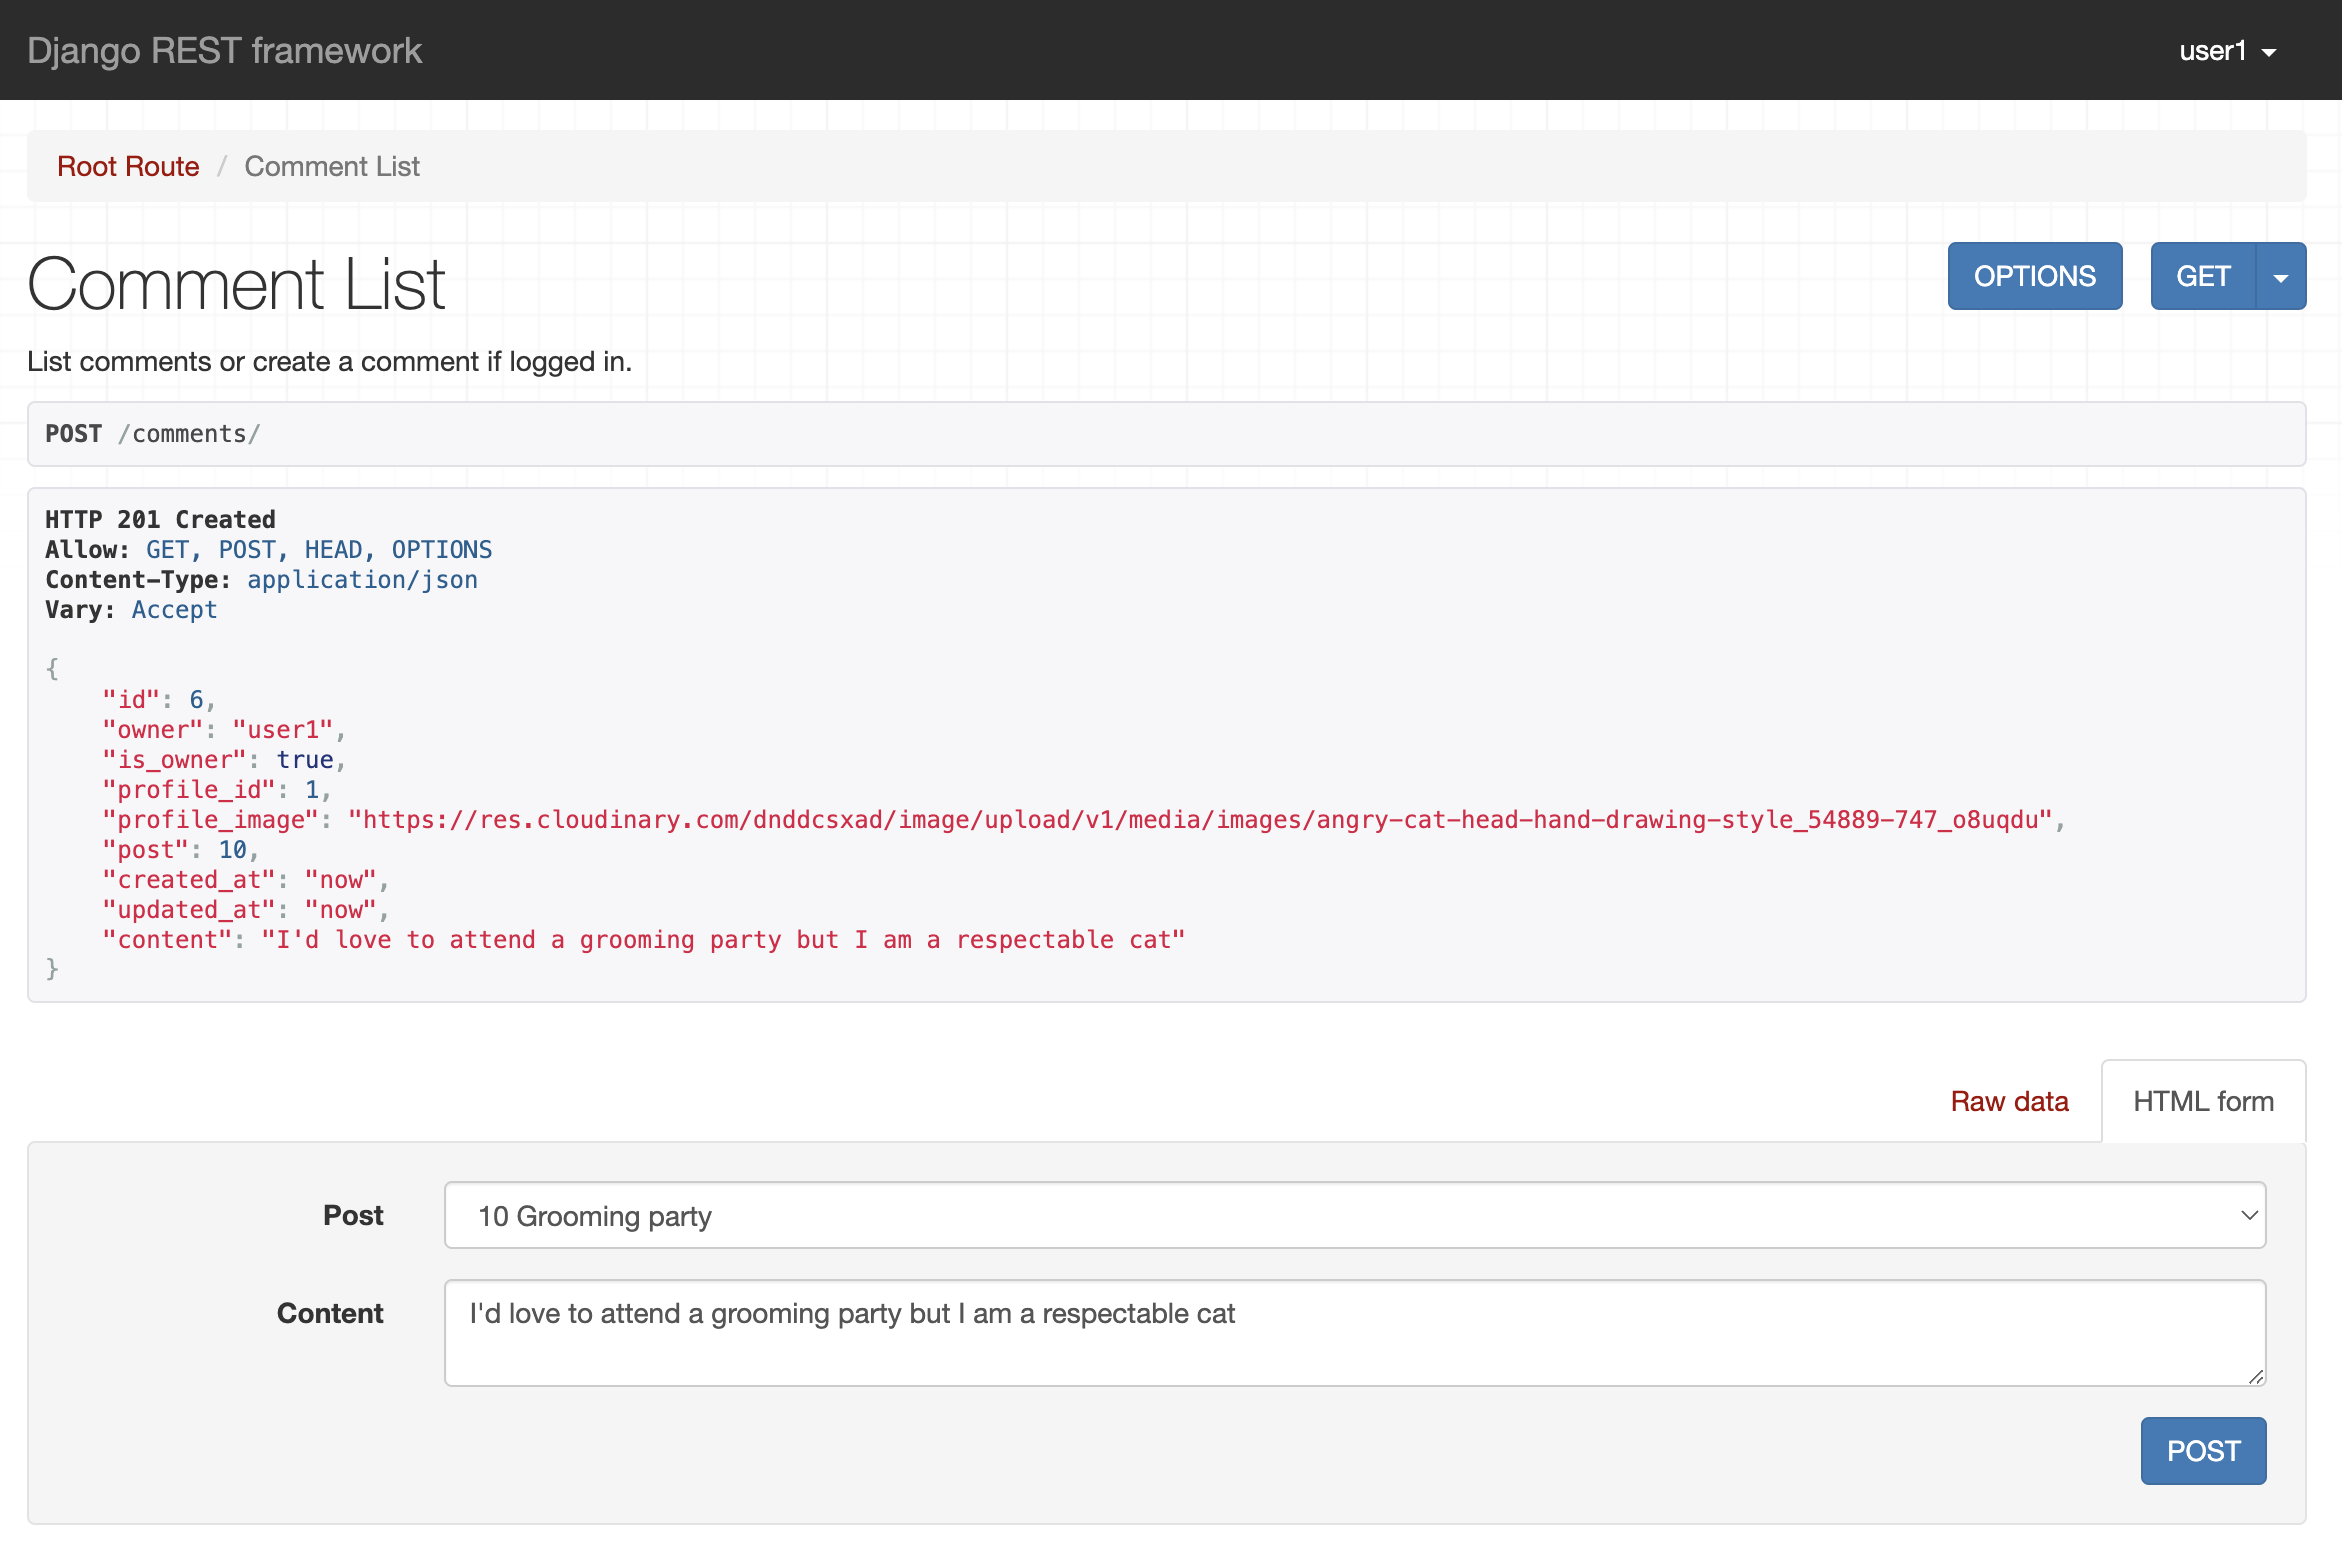 Django REST framework
user1
Root Route / Comment List
Comment List
OPTIONS
GET
List comments or create a comment if logged in.
POST /comments/
HTTP 201 Created
Allow: GET, POST, HEAD, OPTIONS
Content-Type: application/json
Vary: Accept
{
    "id": 6,
    "owner": "user1",
    "is_owner": true,
    "profile_id": 1,
    "profile_image": "https://res.cloudinary.com/dnddcsxad/image/upload/v1/media/images/angry-cat-head-hand-drawing-style_54889-747_o8uqdu",
    "post": 10,
    "created_at": "now",
    "updated_at": "now",
    "content": "I'd love to attend a grooming party but I am a respectable cat"
}
Raw data
HTML form
Post
10 Grooming party
Content
I'd love to attend a grooming party but I am a respectable cat
POST